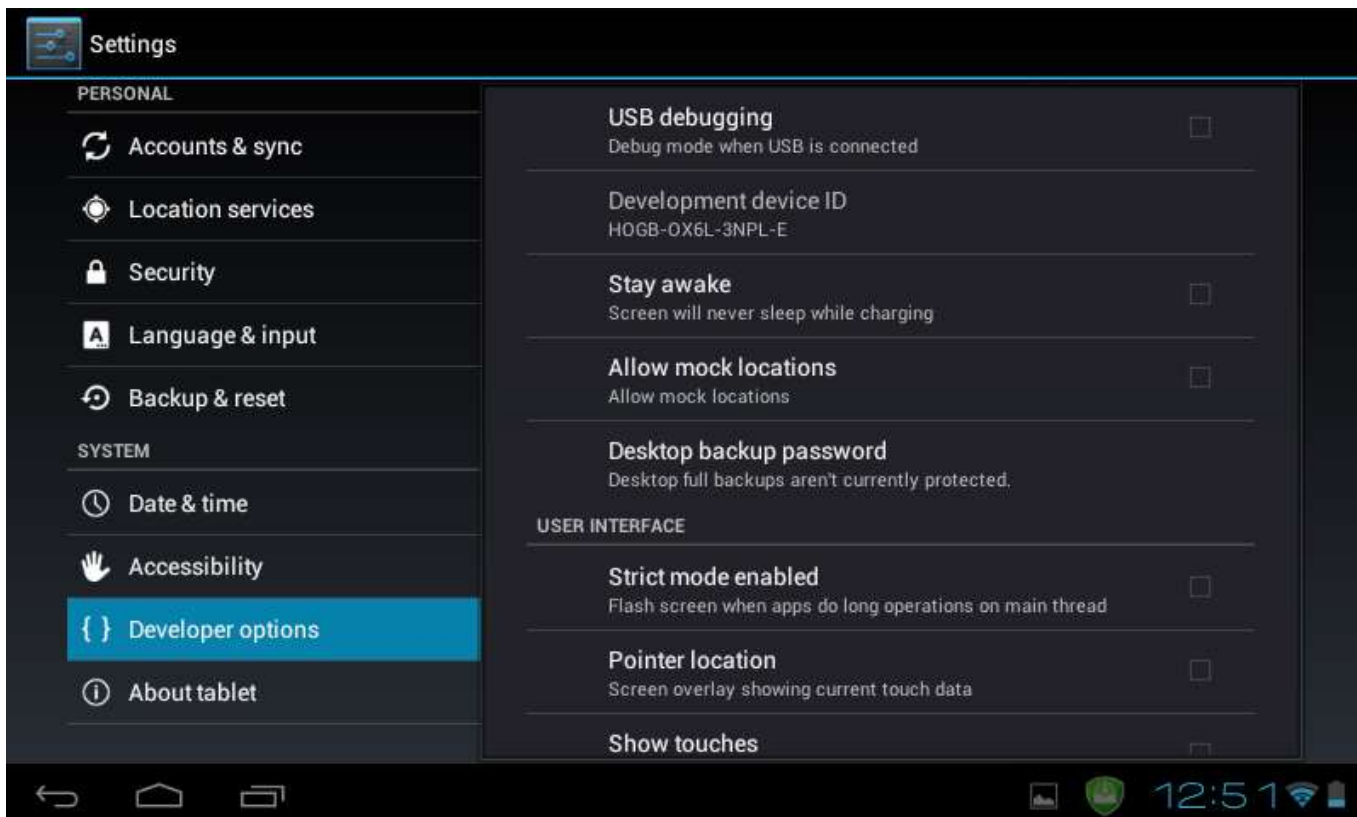 Settings
PERSONAL
Accounts & sync
Location services
Security
Language & input
Backup & reset
SYSTEM
Date & time
Accessibility
{ } Developer options
About tablet
USB debugging
Debug mode when USB is connected
Development device ID
HOGB-OX6L-3NPL-E
Stay awake
Screen will never sleep while charging
Allow mock locations
Allow mock locations
Desktop backup password
Desktop full backups aren't currently protected.
USER INTERFACE
Strict mode enabled
Flash screen when apps do long operations on main thread
Pointer location
Screen overlay showing current touch data
Show touches
12:51